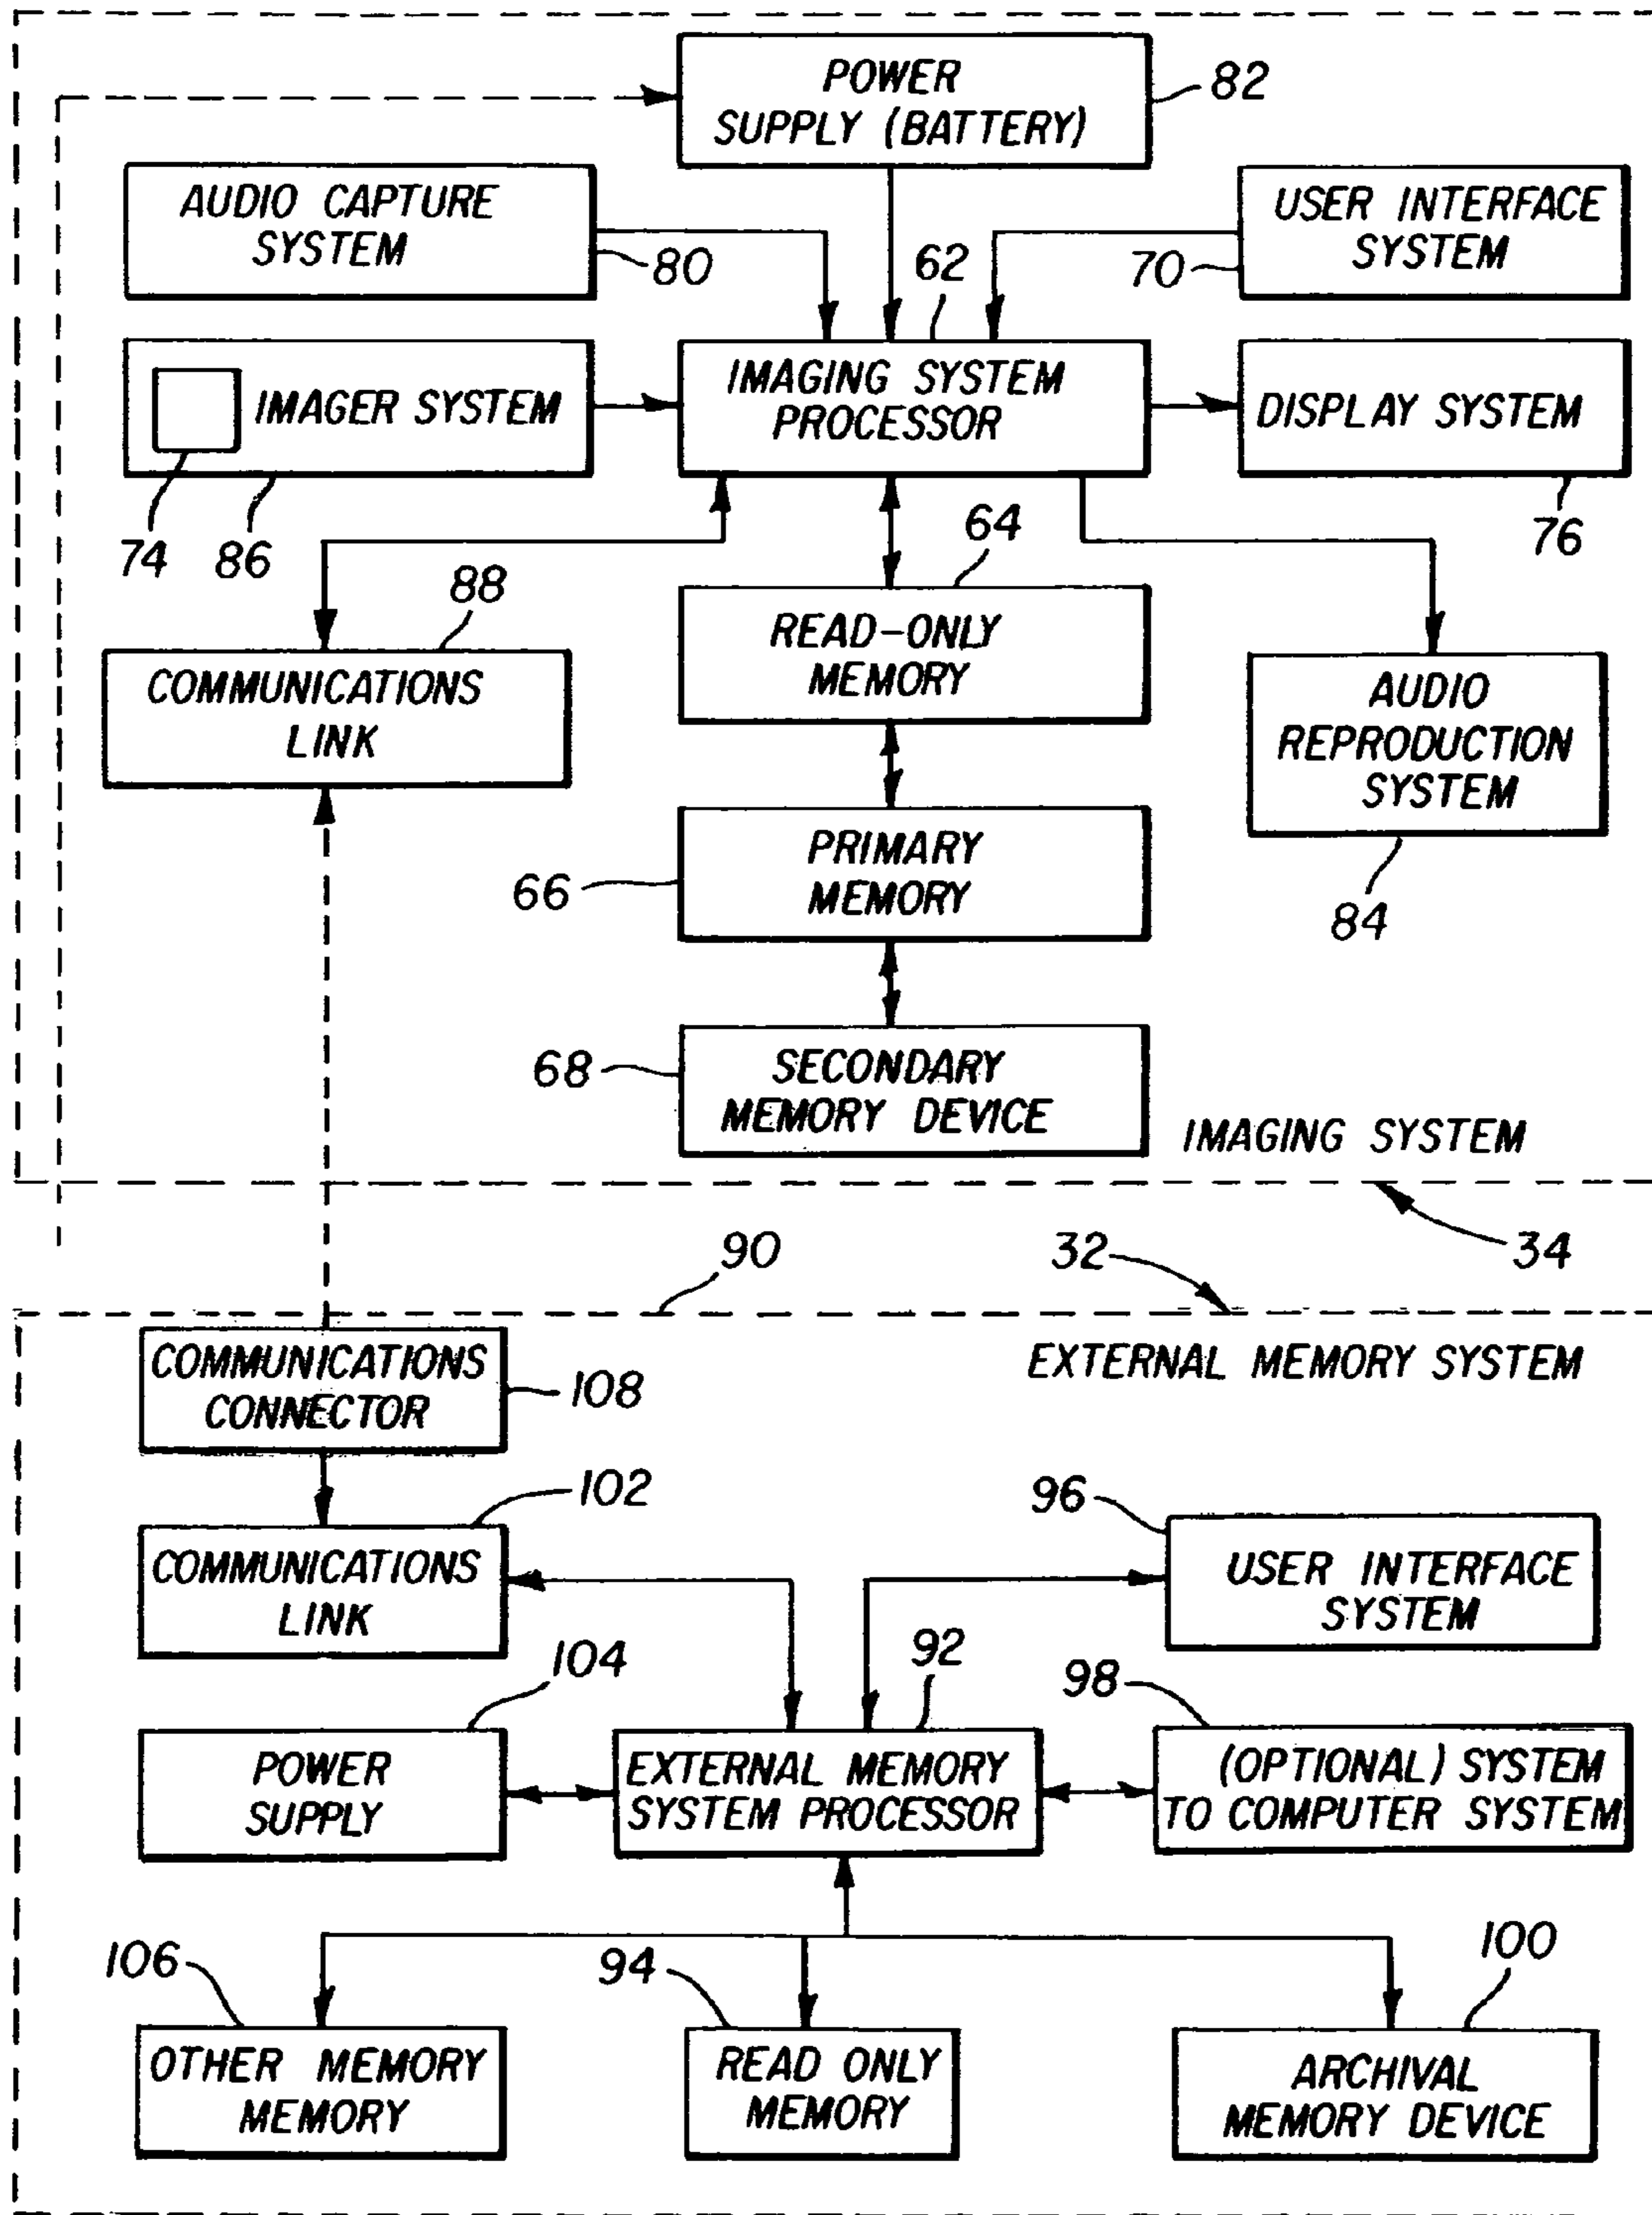 POWER
SUPPLY (BATTERY)
82
AUDIO CAPTURE
SYSTEM
80
62
USER INTERFACE
SYSTEM
70
IMAGER SYSTEM
74
86
IMAGING SYSTEM
PROCESSOR
DISPLAY SYSTEM
76
88
COMMUNICATIONS
LINK
64
READ-ONLY
MEMORY
AUDIO
REPRODUCTION
SYSTEM
84
66
PRIMARY
MEMORY
68
SECONDARY
MEMORY DEVICE
IMAGING SYSTEM
34
90
32
EXTERNAL MEMORY SYSTEM
COMMUNICATIONS
CONNECTOR
108
102
COMMUNICATIONS
LINK
96
USER INTERFACE
SYSTEM
104
POWER
SUPPLY
92
EXTERNAL MEMORY
SYSTEM PROCESSOR
98
(OPTIONAL) SYSTEM
TO COMPUTER SYSTEM
106
OTHER MEMORY
MEMORY
94
READ ONLY
MEMORY
100
ARCHIVAL
MEMORY DEVICE